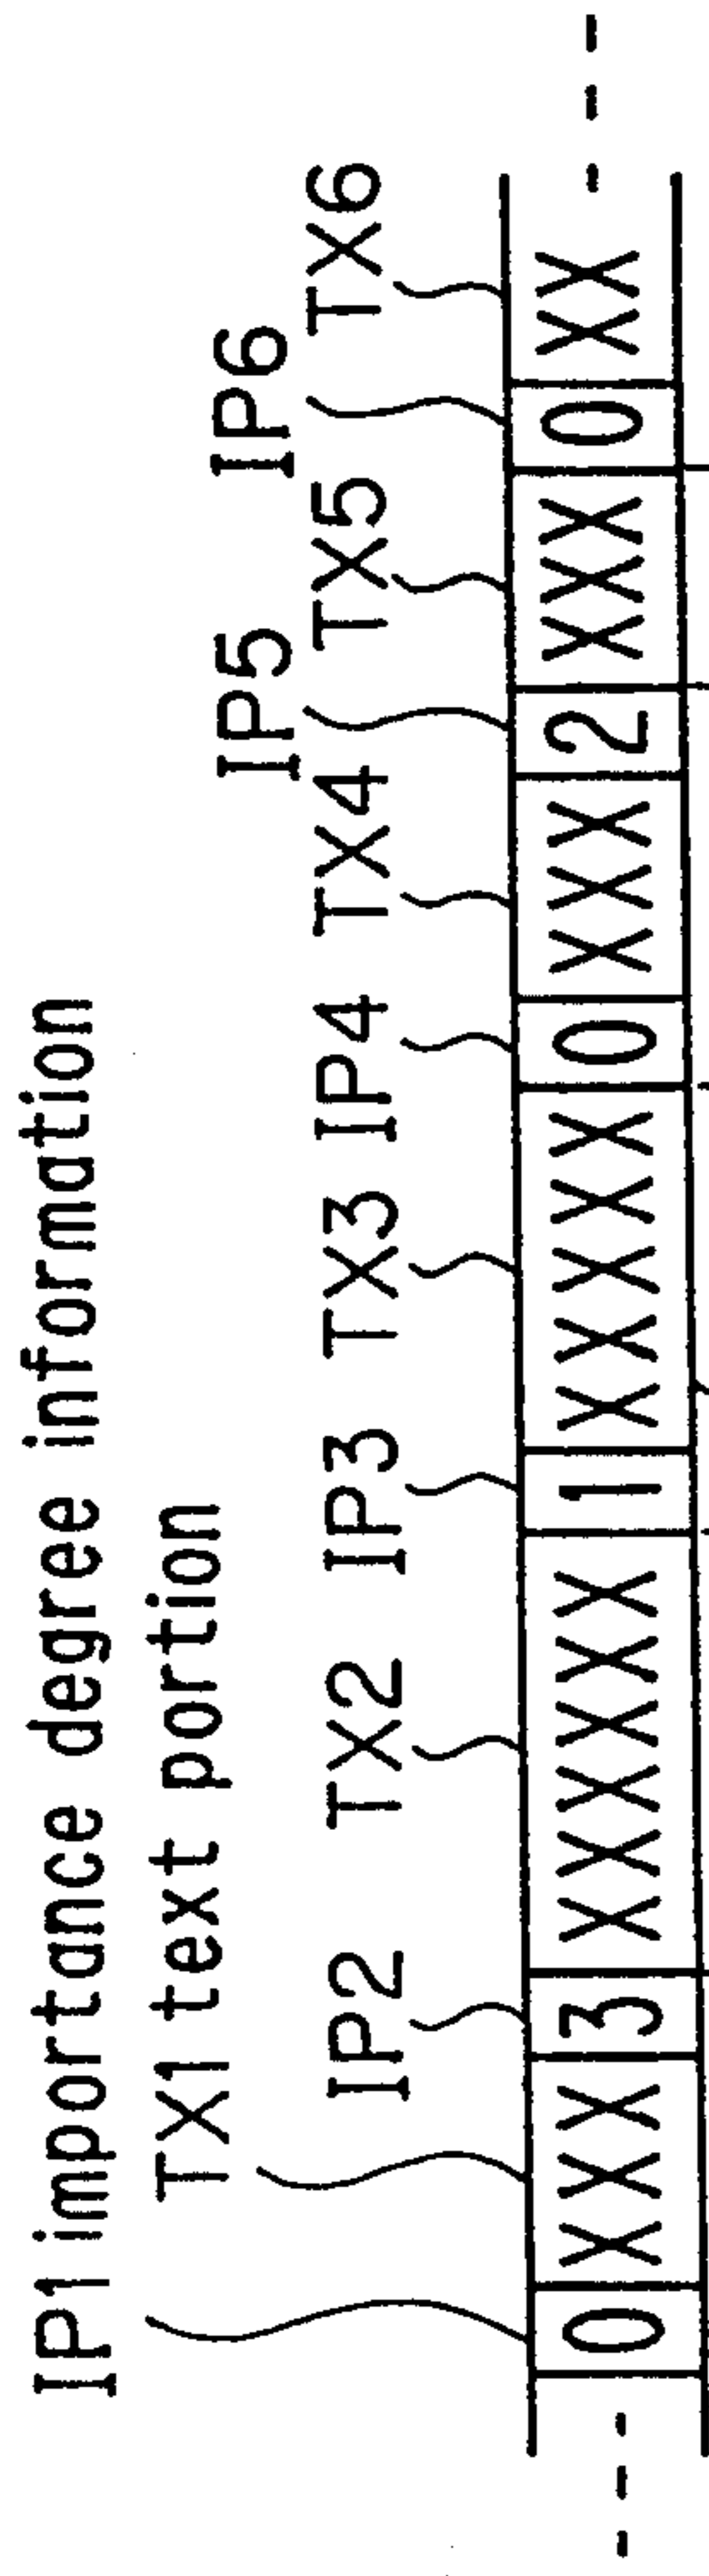 IP1 importance degree information
TX1 text portion
IP6
IP5
IP2 TX2 IP3 TX3 IP4 TX4 TX5 TX6
0 XXX 3 XXXXXX 1 XXXXX 0 XXX 2 XXX 0 XX